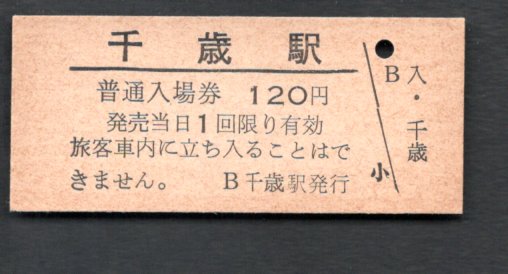 千歳駅
普通入場券 120円
発売当日1回限り有効
旅客車内に立ち入ることはで
きません。 B千歳駅発行
B入・千歳
小